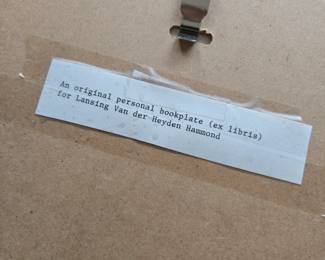 An original personal bookplate (ex libris)
for Lansing Van der Heyden Hammond